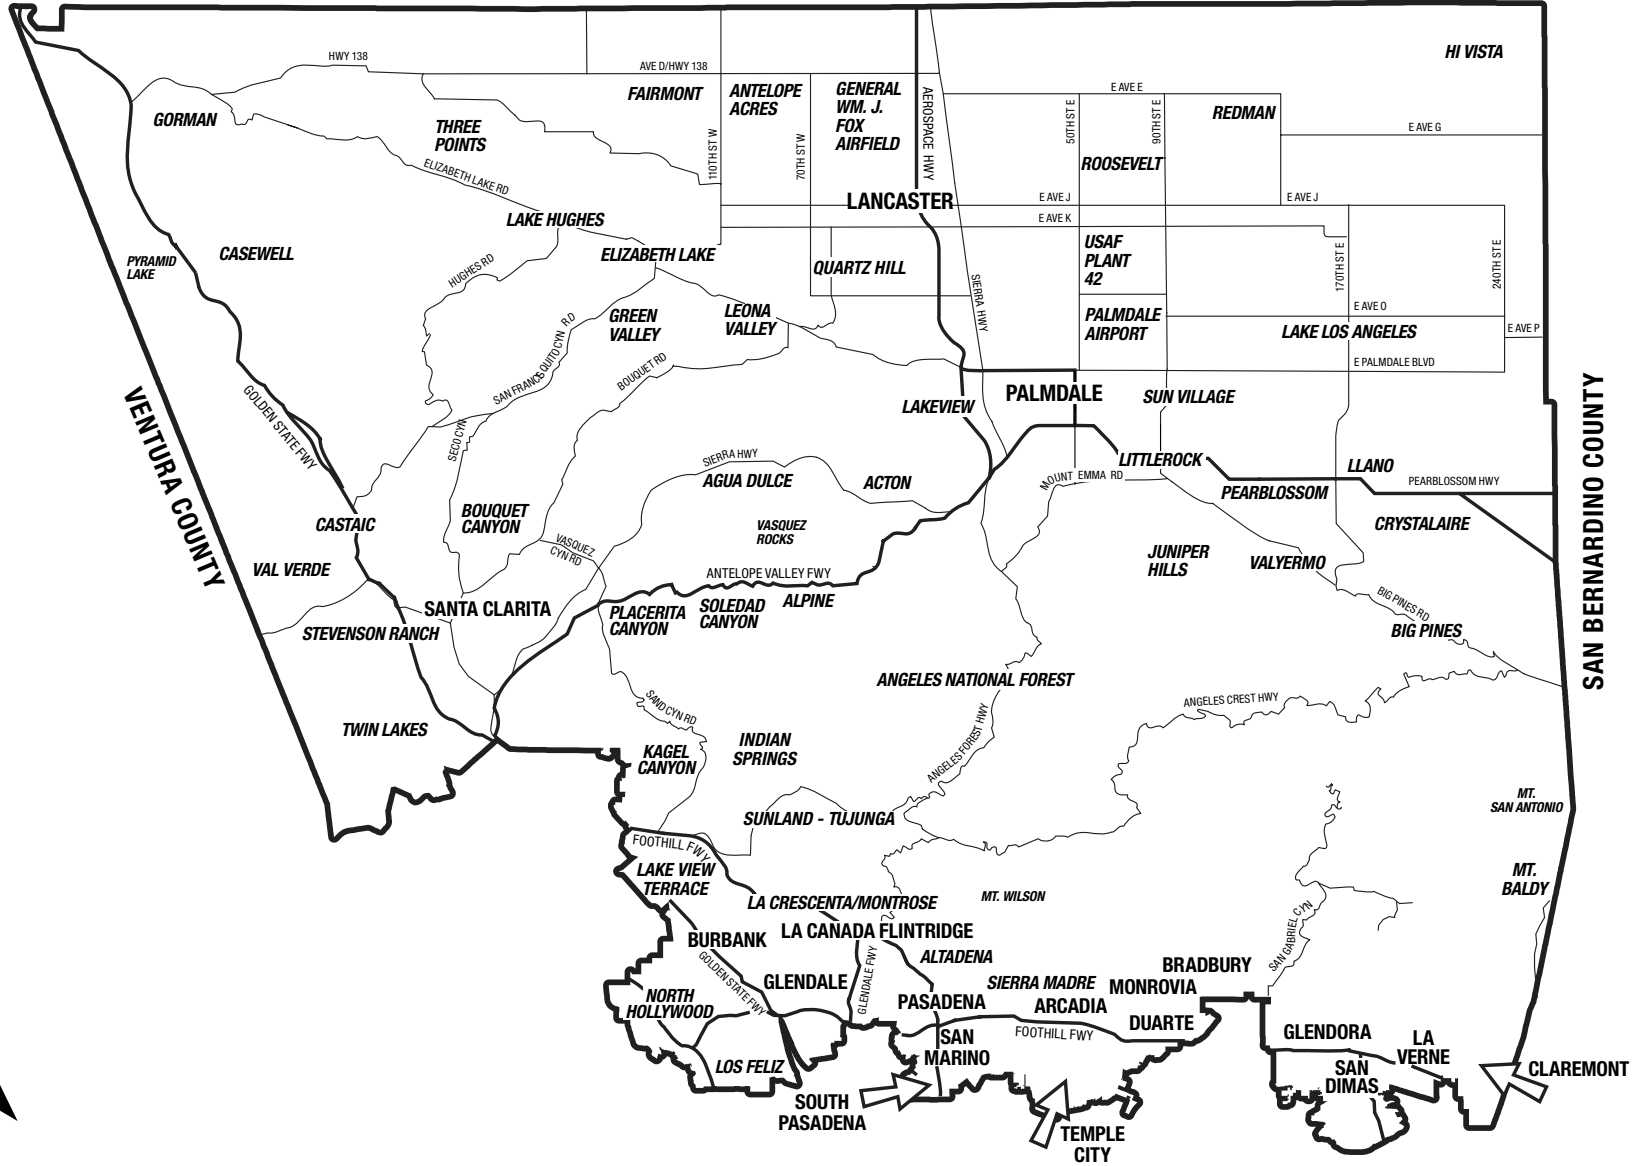 HI VISTA
HWY 138
AVE D/HWY 138
FAIRMONT
ANTELOPE
ACRES
GENERAL
WM. J.
FOX
AIRFIELD
AEROSPACE HWY
E AVE E
50TH ST E
90TH ST E
REDMAN
E AVE G
GORMAN
THREE
POINTS
110TH ST W
70TH ST W
ROOSEVELT
ELIZABETH LAKE RD
LANCASTER
E AVE J
E AVE J
E AVE K
LAKE HUGHES
CASEWELL
PYRAMID
LAKE
HUGHES RD
ELIZABETH LAKE
QUARTZ HILL
USAF
PLANT
42
170TH ST E
240TH ST E
SIERRA HWY
GREEN
VALLEY
LEONA
VALLEY
PALMDALE
AIRPORT
E AVE O
LAKE LOS ANGELES
E AVE P
SAN FRANCISQUITO CYN RD
BOUQUET RD
E PALMDALE BLVD
VENTURA COUNTY
GOLDEN STATE FWY
LAKEVIEW
PALMDALE
SUN VILLAGE
SAN BERNARDINO COUNTY
SECO CYN
SIERRA HWY
AGUA DULCE
ACTON
MOUNT EMMA RD
LITTLEROCK
LLANO
PEARBLOSSOM
PEARBLOSSOM HWY
CASTAIC
BOUQUET
CANYON
VASQUEZ
ROCKS
CRYSTALAIRE
VASQUEZ
CYN RD
JUNIPER
HILLS
VALYERMO
VAL VERDE
ANTELOPE VALLEY FWY
SANTA CLARITA
PLACERITA
CANYON
SOLEDAD
CANYON
ALPINE
BIG PINES RD
BIG PINES
STEVENSON RANCH
ANGELES NATIONAL FOREST
ANGELES CREST HWY
SAND CYN RD
TWIN LAKES
KAGEL
CANYON
INDIAN
SPRINGS
ANGELES FOREST HWY
MT.
SAN ANTONIO
SUNLAND - TUJUNGA
FOOTHILL FWY
LAKE VIEW
TERRACE
MT.
BALDY
LA CRESCENTA/MONTROSE
MT. WILSON
LA CAÑADA FLINTRIDGE
BURBANK
GOLDEN STATE FWY
GLENDALE FWY
ALTADENA
SAN GABRIEL CYN
BRADBURY
GLENDALE
SIERRA MADRE
MONROVIA
NORTH
HOLLYWOOD
PASADENA
ARCADIA
DUARTE
FOOTHILL FWY
SAN
MARINO
GLENDORA
LA
VERNE
LOS FELIZ
SAN
DIMAS
CLAREMONT
SOUTH
PASADENA
TEMPLE
CITY